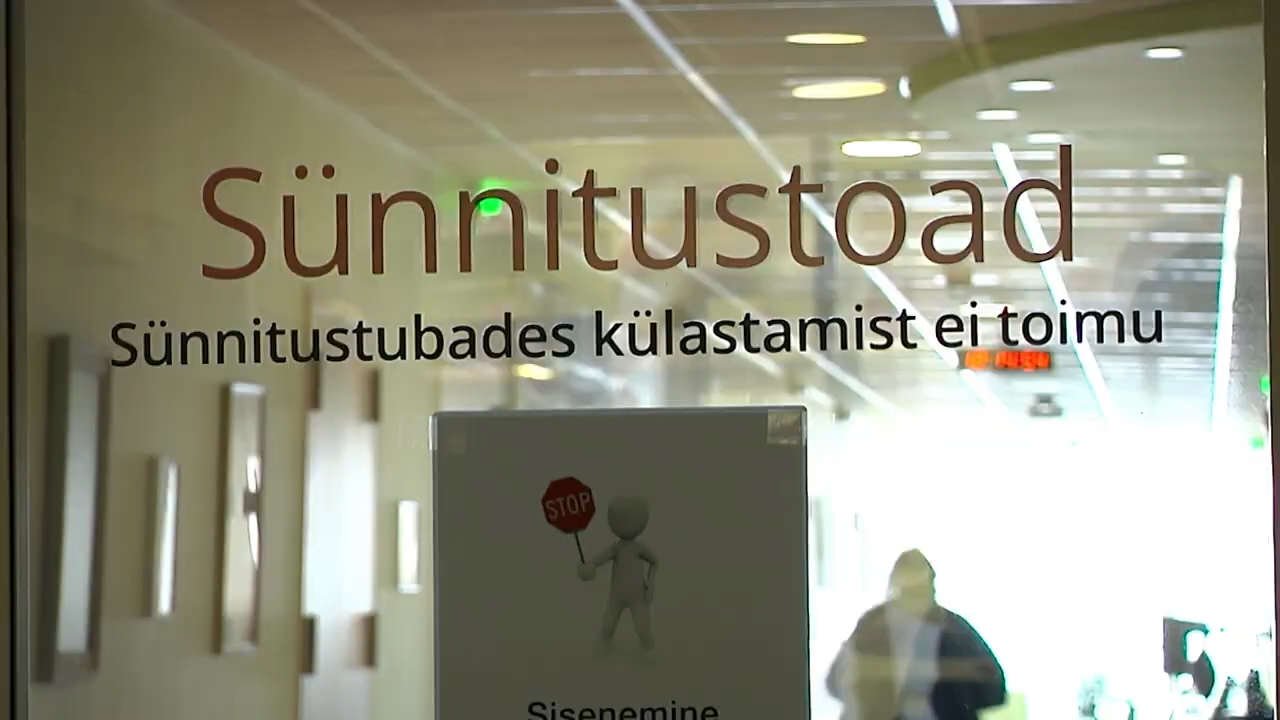 Sünnitustoad
Sünnitustubades külastamist ei toimu
STOP
Sisenemine